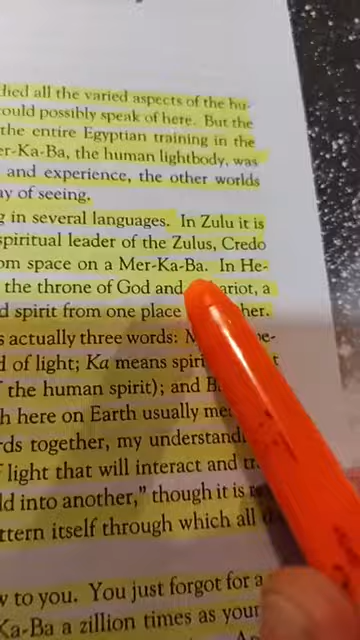 died all the varied aspects of the hu-
ould possibly speak of here. But the
the entire Egyptian training in the
er-Ka-Ba, the human lightbody, was
and experience, the other worlds
ay of seeing.
g in several languages. In Zulu it is
spiritual leader of the Zulus, Credo
om space on a Mer-Ka-Ba. In He-
the throne of God and ariot, a
d spirit from one place her.
s actually three words: M e-
d of light; Ka means spiri t
the human spirit); and B
h here on Earth usually me
rds together, my understandi
f light that will interact and tr
ld into another," though it is
ttern itself through which all
w to you. You just forgot for a
Ka-Ba a zillion times as your